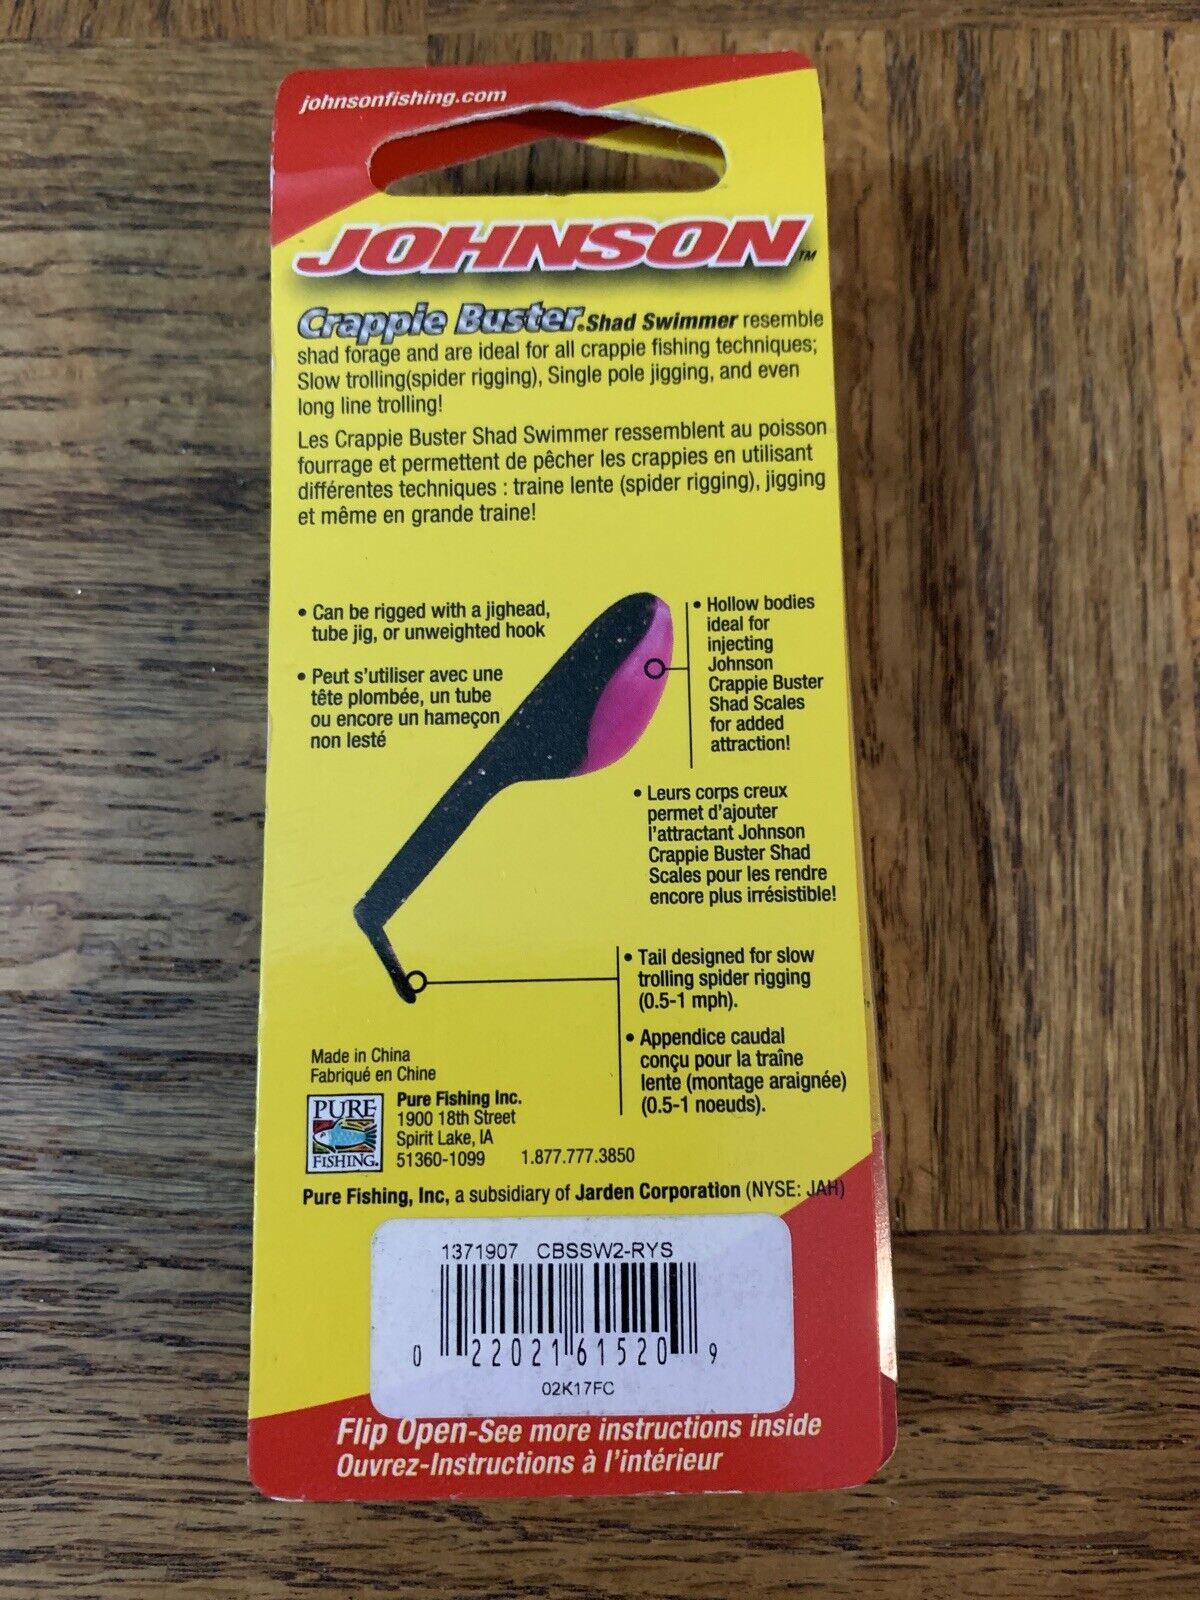 johnsonfishing.com
JOHNSON™
Crappie Buster® Shad Swimmer resemble
shad forage and are ideal for all crappie fishing techniques;
Slow trolling(spider rigging), Single pole jigging, and even
long line trolling!
Les Crappie Buster Shad Swimmer ressemblent au poisson
fourrage et permettent de pêcher les crappies en utilisant
différentes techniques : traine lente (spider rigging), jigging
et même en grande traine!
• Can be rigged with a jighead,
tube jig, or unweighted hook
• Peut s'utiliser avec une
tête plombée, un tube
ou encore un hameçon
non lesté
• Hollow bodies
ideal for
injecting
Johnson
Crappie Buster
Shad Scales
for added
attraction!
• Leurs corps creux
permet d'ajouter
l'attractant Johnson
Crappie Buster Shad
Scales pour les rendre
encore plus irrésistible!
• Tail designed for slow
trolling spider rigging
(0.5-1 mph).
• Appendice caudal
conçu pour la traîne
lente (montage araignée)
(0.5-1 noeuds).
Made in China
Fabriqué en Chine
PURE
FISHING.
Pure Fishing Inc.
1900 18th Street
Spirit Lake, IA
51360-1099 1.877.777.3850
Pure Fishing, Inc, a subsidiary of Jarden Corporation (NYSE: JAH)
1371907 CBSSW2-RYS
0 22021 61520 9
02K17FC
Flip Open-See more instructions inside
Ouvrez-Instructions à l'intérieur